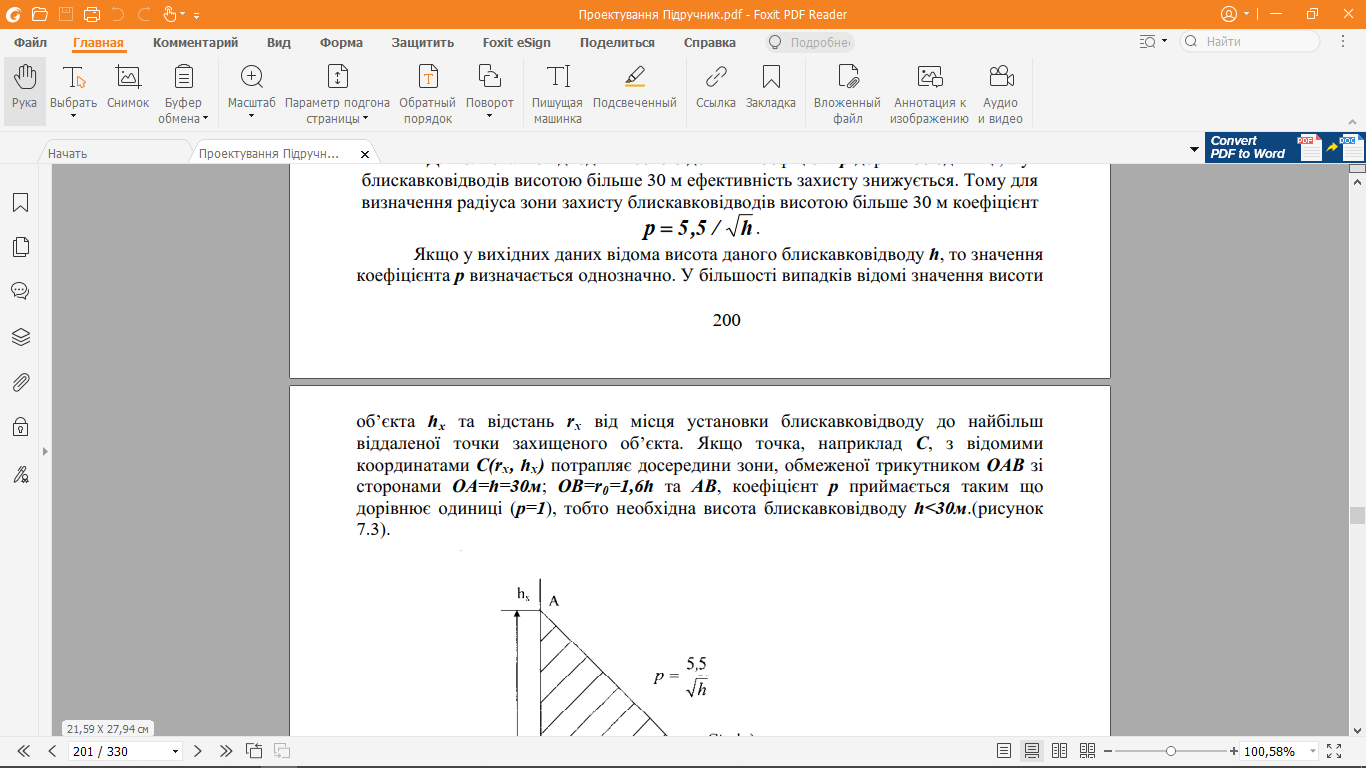 Проектування Підручник.pdf - Foxit PDF Reader
Файл Главная Комментарий Вид Форма Защитить Foxit eSign Поделиться Справка Подробнее Найти
Рука Выбрать Снимок Буфер обмена Масштаб Параметр подгона страницы Обратный порядок Поворот Пишущая машинка Подсвеченный Ссылка Закладка Вложенный файл Аннотация к изображению Аудио и видео
Начать Проектування Підручн... Convert PDF to Word PDF DOC
блискавковідводів висотою більше 30 м ефективність захисту знижується. Тому для
визначення радіуса зони захисту блискавковідводів висотою більше 30 м коефіцієнт
p = 5,5 / √h .
Якщо у вихідних даних відома висота даного блискавковідводу h, то значення
коефіцієнта p визначається однозначно. У більшості випадків відомі значення висоти
200
об’єкта hx та відстань rx від місця установки блискавковідводу до найбільш
віддаленої точки захищеного об’єкта. Якщо точка, наприклад C, з відомими
координатами C(rx, hx) потрапляє досередини зони, обмеженої трикутником OAB зі
сторонами OA=h=30м; OB=r0=1,6h та AB, коефіцієнт p приймається таким що
дорівнює одиниці (p=1), тобто необхідна висота блискавковідводу h<30м.(рисунок
7.3).
hx A
p = 5,5 / √h
21,59 X 27,94 см
201 / 330 100,58%